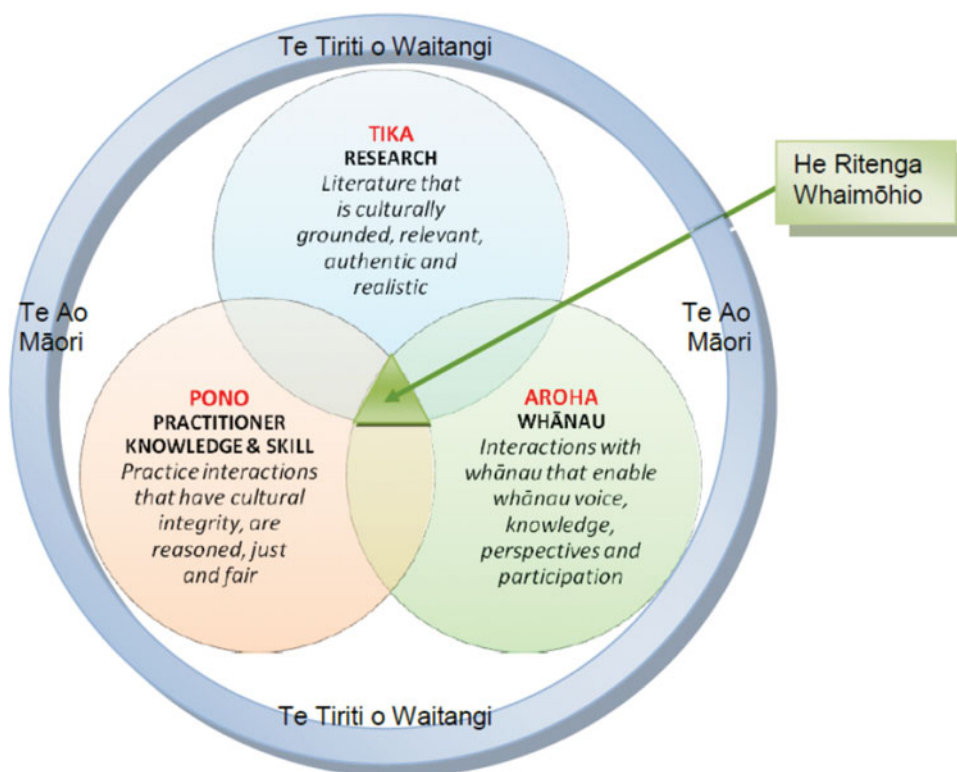 Te Tiriti o Waitangi
TIKA
RESEARCH
Literature that
is culturally
grounded, relevant,
authentic and
realistic
He Ritenga
Whaimōhio
Te Ao
Māori
Te Ao
Māori
PONO
PRACTITIONER
KNOWLEDGE & SKILL
Practice interactions
that have cultural
integrity, are
reasoned, just
and fair
AROHA
WHĀNAU
Interactions with
whānau that enable
whānau voice,
knowledge,
perspectives and
participation
Te Tiriti o Waitangi